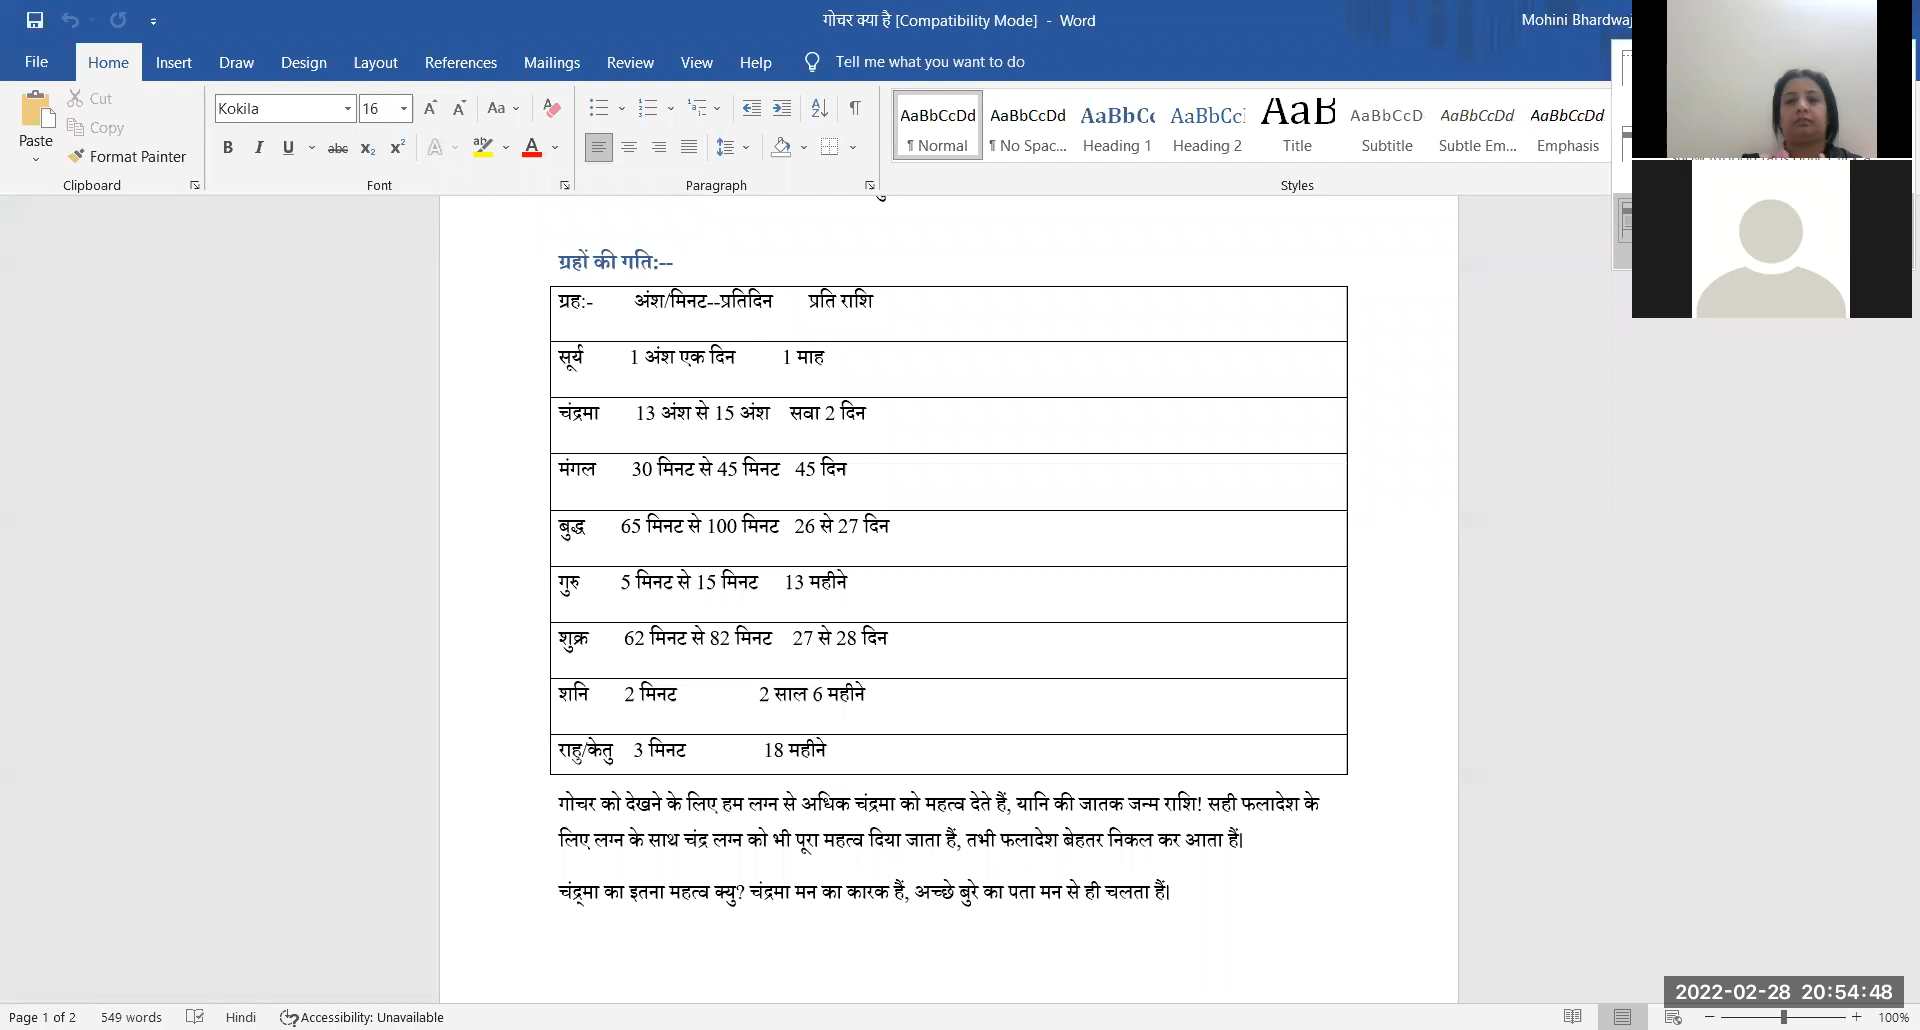 गोचर क्या है [Compatibility Mode] - Word
Mohini Bhardwaj
File Home Insert Draw Design Layout References Mailings Review View Help Tell me what you want to do
Cut
Copy
Paste
Format Painter
Kokila 16
AaBbCcDd AaBbCcDd AaBbCc AaBbCc AaB AaBbCcD AaBbCcDd AaBbCcDd
¶ Normal ¶ No Spac... Heading 1 Heading 2 Title Subtitle Subtle Em... Emphasis
Clipboard Font Paragraph Styles
ग्रहों की गति:--
ग्रह:- अंश/मिनट--प्रतिदिन प्रति राशि
सूर्य 1 अंश एक दिन 1 माह
चंद्रमा 13 अंश से 15 अंश सवा 2 दिन
मंगल 30 मिनट से 45 मिनट 45 दिन
बुद्ध 65 मिनट से 100 मिनट 26 से 27 दिन
गुरु 5 मिनट से 15 मिनट 13 महीने
शुक्र 62 मिनट से 82 मिनट 27 से 28 दिन
शनि 2 मिनट 2 साल 6 महीने
राहु/केतु 3 मिनट 18 महीने
गोचर को देखने के लिए हम लग्न से अधिक चंद्रमा को महत्व देते हैं, यानि की जातक जन्म राशि! सही फलादेश के
लिए लग्न के साथ चंद्र लग्न को भी पूरा महत्व दिया जाता हैं, तभी फलादेश बेहतर निकल कर आता हैं|
चंद्र्मा का इतना महत्व क्यु? चंद्रमा मन का कारक हैं, अच्छे बुरे का पता मन से ही चलता हैं|
2022-02-28 20:54:48
Page 1 of 2 549 words Hindi Accessibility: Unavailable 100%